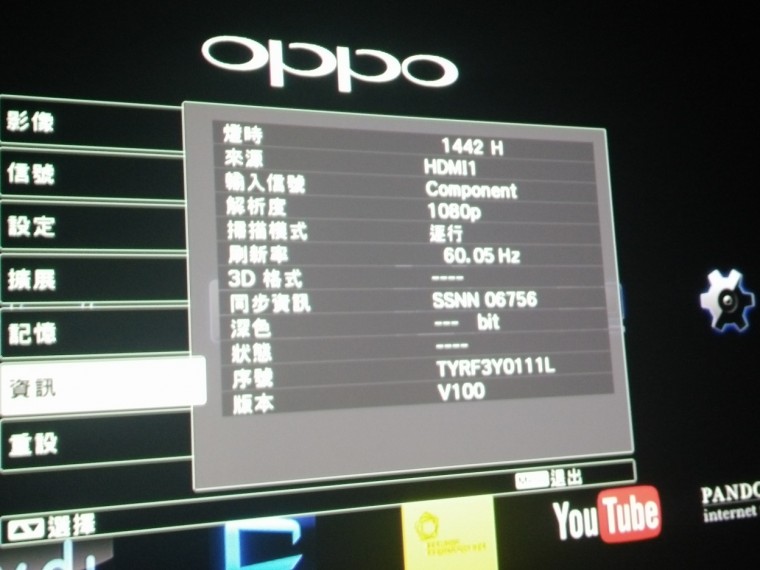 oppo
影像
信號
設定
擴展
記憶
資訊
重設
燈時 1442 H
來源 HDMI1
輸入信號 Component
解析度 1080p
掃描模式 逐行
刷新率 60.05 Hz
3D 格式 ----
同步資訊 SSNN 06756
深色 --- bit
狀態 ----
序號 TYRF3Y0111L
版本 V100
退出
選擇
YouTube
PANDO
internet